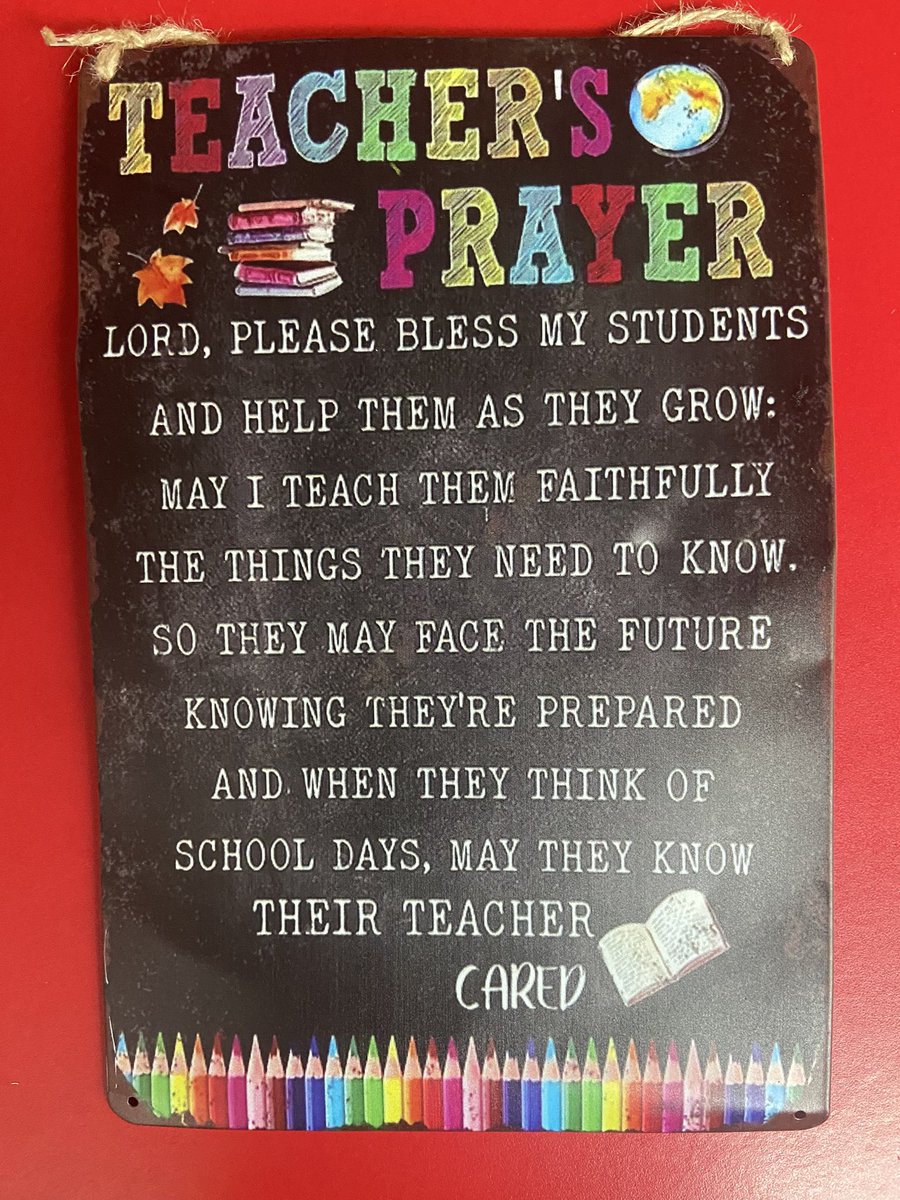 TEACHER'S
PRAYER
LORD, PLEASE BLESS MY STUDENTS
AND HELP THEM AS THEY GROW:
MAY I TEACH THEM FAITHFULLY
THE THINGS THEY NEED TO KNOW.
SO THEY MAY FACE THE FUTURE
KNOWING THEY'RE PREPARED
AND WHEN THEY THINK OF
SCHOOL DAYS, MAY THEY KNOW
THEIR TEACHER
CARED